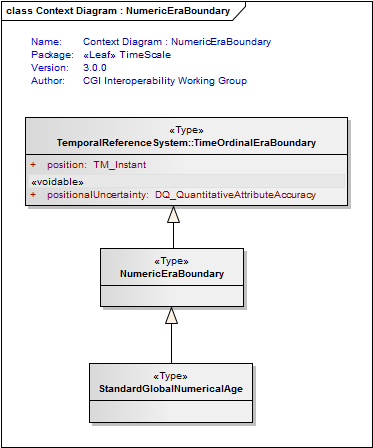 class Context Diagram : NumericEraBoundary
Name: Context Diagram : NumericEraBoundary
Package: «Leaf» TimeScale
Version: 3.0.0
Author: CGI Interoperability Working Group
«Type»
TemporalReferenceSystem::TimeOrdinalEraBoundary
+ position: TM_Instant
«voidable»
+ positionalUncertainty: DQ_QuantitativeAttributeAccuracy
«Type»
NumericEraBoundary
«Type»
StandardGlobalNumericalAge